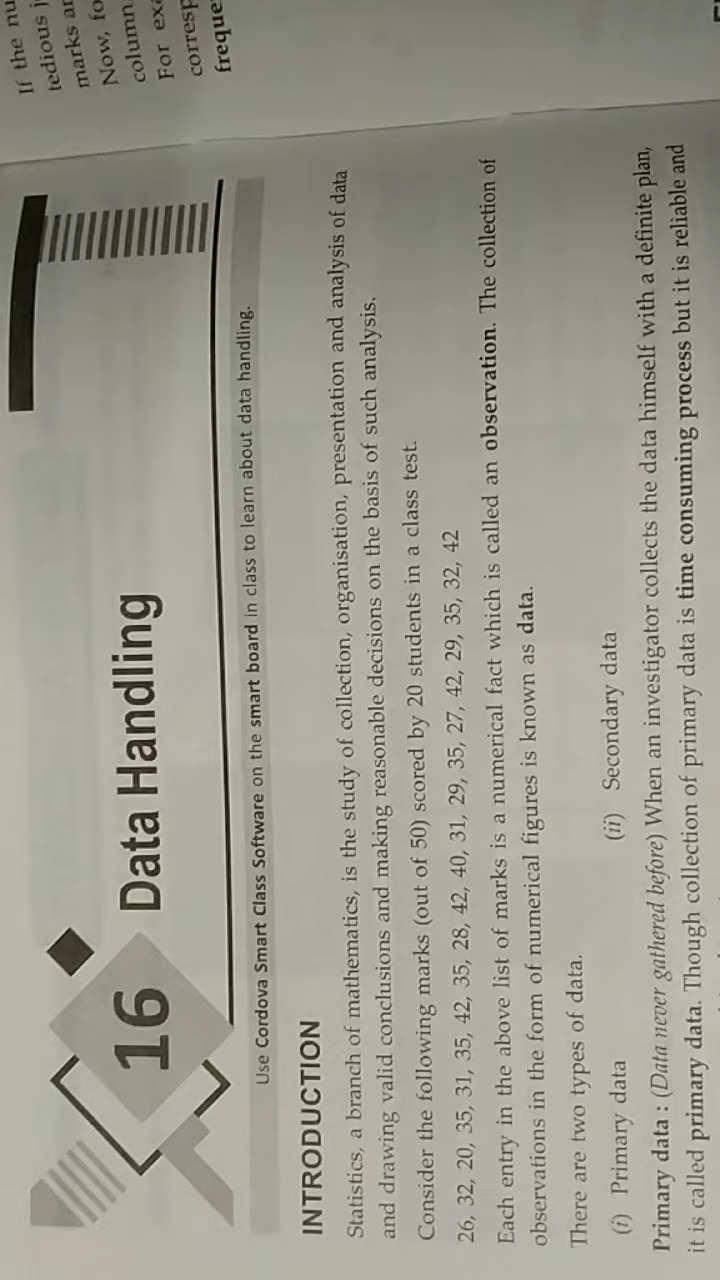 If the nu
tedious j
marks ar
Now, fo
column
For exa
corresp
freque
16 Data Handling
Use Cordova Smart Class Software on the smart board in class to learn about data handling.
INTRODUCTION
Statistics, a branch of mathematics, is the study of collection, organisation, presentation and analysis of data
and drawing valid conclusions and making reasonable decisions on the basis of such analysis.
Consider the following marks (out of 50) scored by 20 students in a class test.
26, 32, 20, 35, 31, 35, 42, 35, 28, 42, 40, 31, 29, 35, 27, 42, 29, 35, 32, 42
Each entry in the above list of marks is a numerical fact which is called an observation. The collection of
observations in the form of numerical figures is known as data.
There are two types of data.
(i) Primary data (ii) Secondary data
Primary data : (Data never gathered before) When an investigator collects the data himself with a definite plan,
it is called primary data. Though collection of primary data is time consuming process but it is reliable and